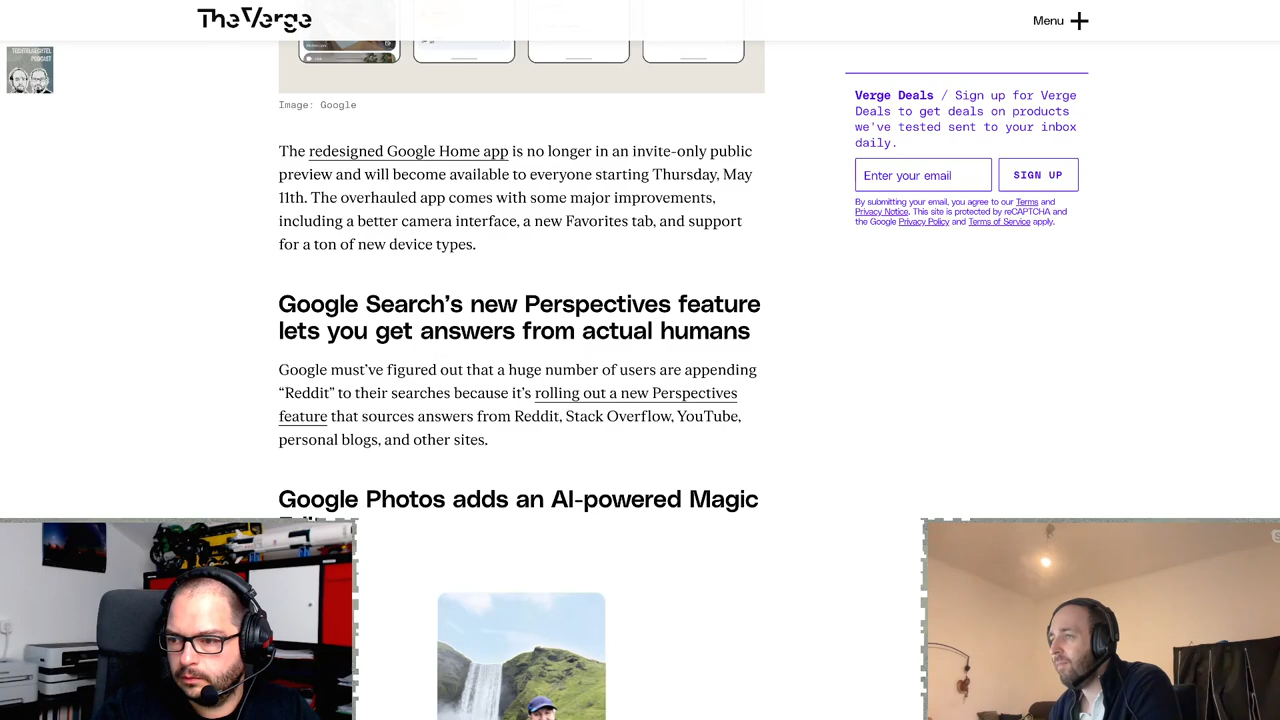 The Verge
Menu
TECHTELMECHTEL
PODCAST
Image: Google
The redesigned Google Home app is no longer in an invite-only public
preview and will become available to everyone starting Thursday, May
11th. The overhauled app comes with some major improvements,
including a better camera interface, a new Favorites tab, and support
for a ton of new device types.
Google Search's new Perspectives feature
lets you get answers from actual humans
Google must've figured out that a huge number of users are appending
“Reddit” to their searches because it's rolling out a new Perspectives
feature that sources answers from Reddit, Stack Overflow, YouTube,
personal blogs, and other sites.
Google Photos adds an AI-powered Magic
Verge Deals / Sign up for Verge
Deals to get deals on products
we've tested sent to your inbox
daily.
Enter your email
SIGN UP
By submitting your email, you agree to our Terms and
Privacy Notice. This site is protected by reCAPTCHA and
the Google Privacy Policy and Terms of Service apply.